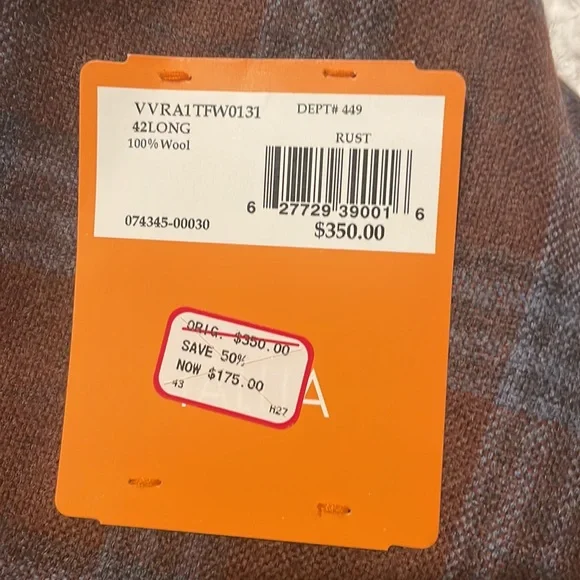 VVRA1TFW0131 DEPT# 449
42LONG
100% Wool RUST
6 27729 39001 6
074345-00030 $350.00
ORIG. $350.00
SAVE 50%
NOW $175.00
43 H27